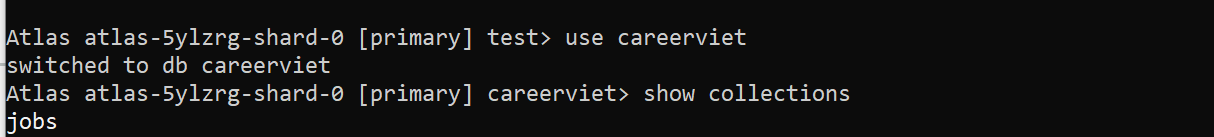 Atlas atlas-5ylzrg-shard-0 [primary] test> use careerviet
switched to db careerviet
Atlas atlas-5ylzrg-shard-0 [primary] careerviet> show collections
jobs